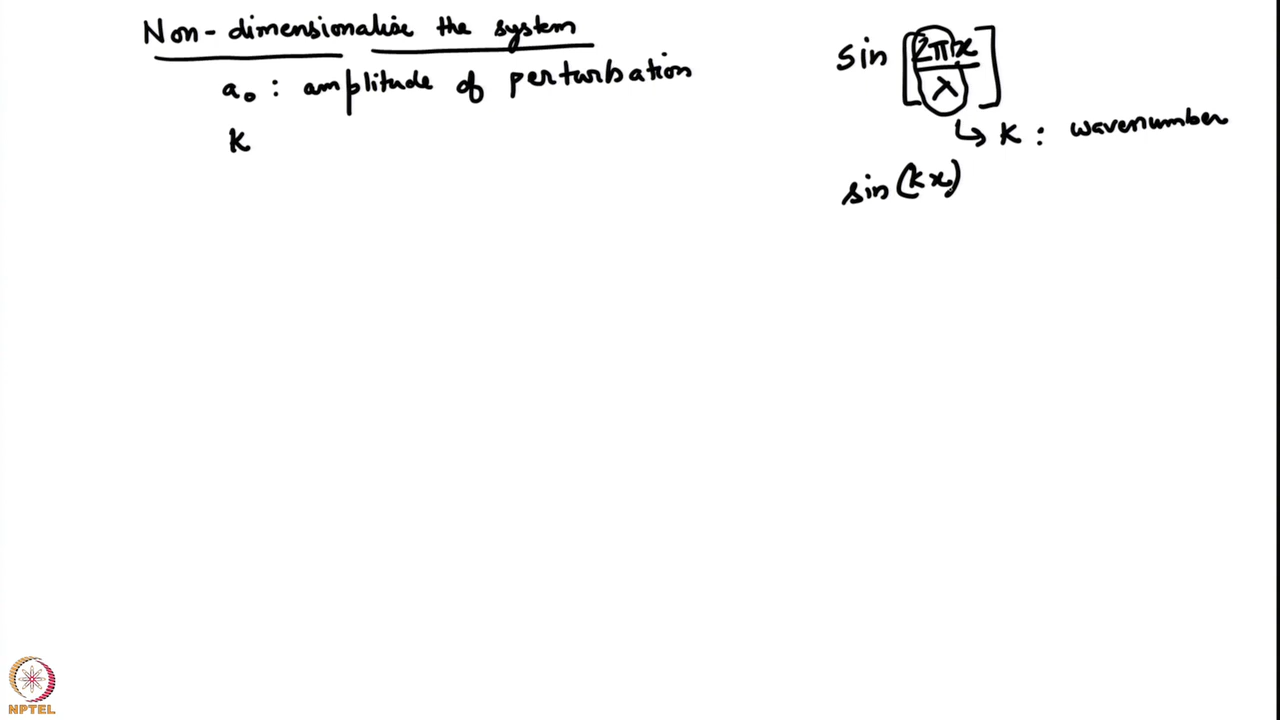 Non-dimensionalise the system
a₀ : amplitude of perturbation
k
sin [2πx/λ]
↳ k : wavenumber
sin (kx)
NPTEL